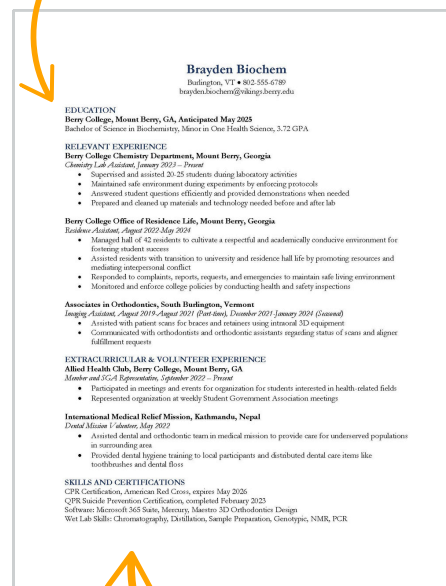 Brayden Biochem
Burlington, VT • 802-555-6789
brayden.biochem@vikings.berry.edu
EDUCATION
Berry College, Mount Berry, GA, Anticipated May 2025
Bachelor of Science in Biochemistry, Minor in One Health Science, 3.72 GPA
RELEVANT EXPERIENCE
Berry College Chemistry Department, Mount Berry, Georgia
Chemistry Lab Assistant, January 2023 – Present
• Supervised and assisted 20-25 students during laboratory activities
• Maintained safe environment during experiments by enforcing protocols
• Answered student questions efficiently and provided demonstrations when needed
• Prepared and cleaned up materials and technology needed before and after lab
Berry College Office of Residence Life, Mount Berry, Georgia
Residence Assistant, August 2022-May 2024
• Managed hall of 42 residents to cultivate a respectful and academically conducive environment for
fostering student success
• Assisted residents with transition to university and residence hall life by promoting resources and
mediating interpersonal conflict
• Responded to complaints, reports, requests, and emergencies to maintain safe living environment
• Monitored and enforce college policies by conducting health and safety inspections
Associates in Orthodontics, South Burlington, Vermont
Imaging Assistant, August 2019-August 2021 (Part-time), December 2021-January 2024 (Seasonal)
• Assisted with patient scans for braces and retainers using intraoral 3D equipment
• Communicated with orthodontists and orthodontic assistants regarding status of scans and aligner
fulfillment requests
EXTRACURRICULAR & VOLUNTEER EXPERIENCE
Allied Health Club, Berry College, Mount Berry, GA
Member and SGA Representative, September 2022 – Present
• Participated in meetings and events for organization for students interested in health-related fields
• Represented organization at weekly Student Government Association meetings
International Medical Relief Mission, Kathmandu, Nepal
Dental Mission Volunteer, May 2022
• Assisted dental and orthodontic team in medical mission to provide care for underserved populations
in surrounding area
• Provided dental hygiene training to local participants and distributed dental care items like
toothbrushes and dental floss
SKILLS AND CERTIFICATIONS
CPR Certification, American Red Cross, expires May 2026
QPR Suicide Prevention Certification, completed February 2023
Software: Microsoft 365 Suite, Mercury, Maestro 3D Orthodontics Design
Wet Lab Skills: Chromatography, Distillation, Sample Preparation, Genotypic, NMR, PCR